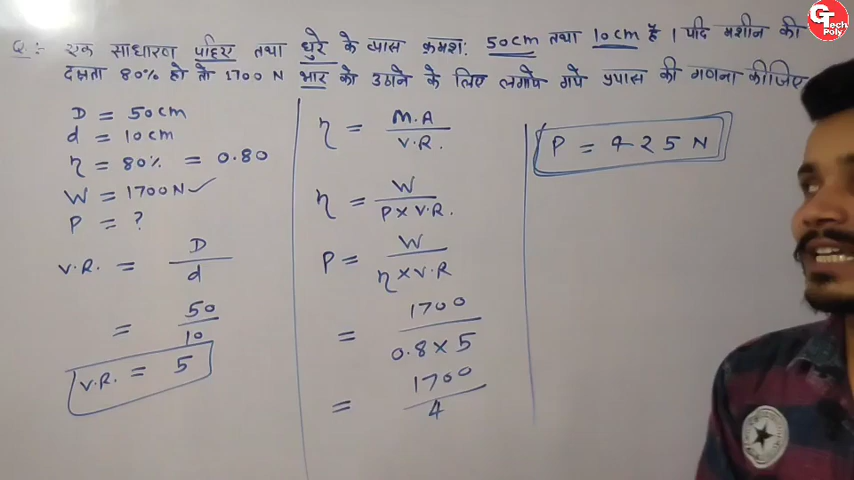 Q :- एक साधारण पहिए तथा धुरे के व्यास क्रमशः 50cm तथा 10cm हैं । यदि मशीन की
दक्षता 80% हो तो 1700 N भार को उठाने के लिए लगाये गये प्रयास की गणना कीजिए
D = 50cm
d = 10cm
η = 80% = 0.80
W = 1700N ✓
P = ?
V.R. = D/d
= 50/10
V.R. = 5
η = M.A/V.R.
η = W/P×V.R.
P = W/η×V.R
= 1700/0.8×5
= 1700/4
P = 425 N
GTech
Poly